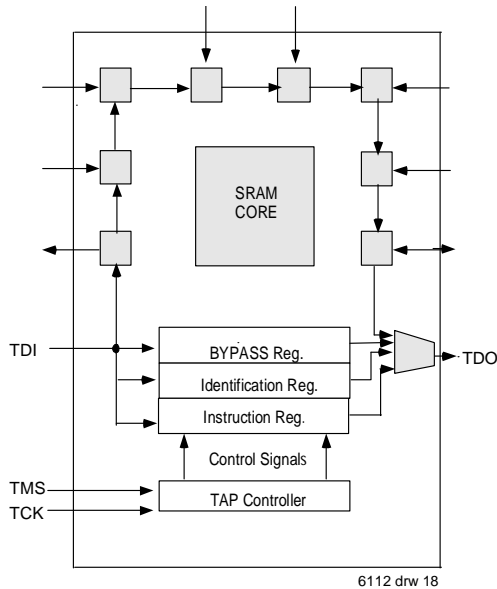 SRAM
CORE
TDI
BYPASS Reg.
TDO
Identification Reg.
Instruction Reg.
Control Signals
TMS
TAP Controller
TCK
6112 drw 18